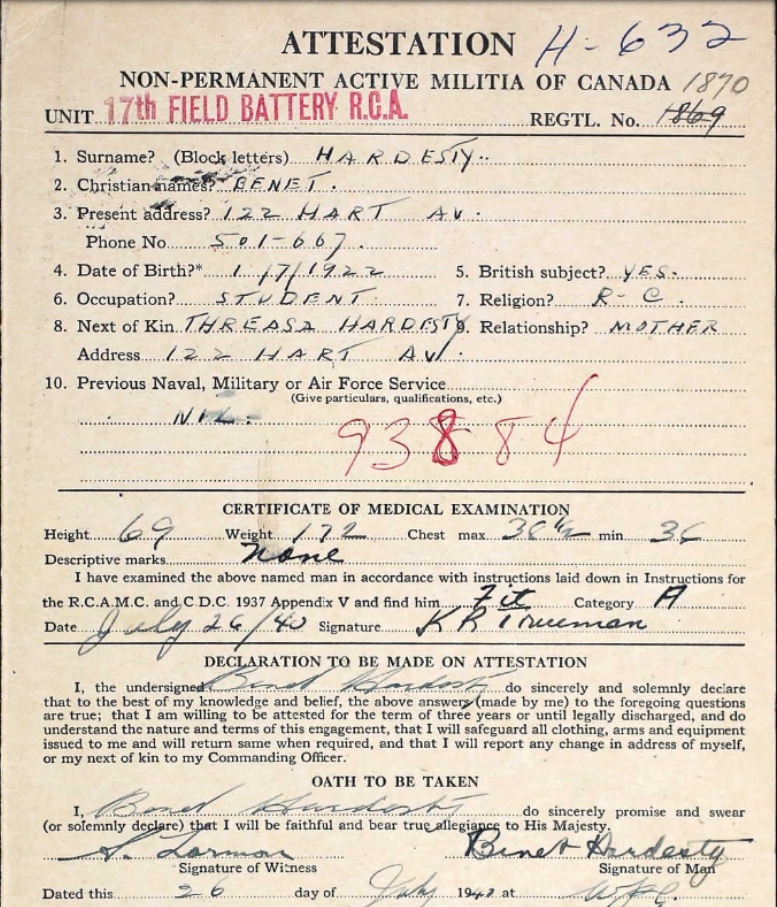 ATTESTATION H-632
NON-PERMANENT ACTIVE MILITIA OF CANADA 1870
UNIT 17th FIELD BATTERY R.C.A. REGTL. No. 1869
1. Surname? (Block letters) HARDESTY.
2. Christian names? BENET.
3. Present address? 122 HART AV.
Phone No. 501-667.
4. Date of Birth?* 1/7/1922 5. British subject? YES.
6. Occupation? STUDENT. 7. Religion? R-C.
8. Next of Kin THREASA HARDESTY 9. Relationship? MOTHER
Address 122 HART AV.
10. Previous Naval, Military or Air Force Service
(Give particulars, qualifications, etc.)
NIL.
93884
CERTIFICATE OF MEDICAL EXAMINATION
Height 69 Weight 172 Chest max. 38½ min 36
Descriptive marks None
I have examined the above named man in accordance with instructions laid down in Instructions for
the R.C.A.M.C. and C.D.C. 1937 Appendix V and find him Fit Category A
Date July 26/40 Signature K R Trueman
DECLARATION TO BE MADE ON ATTESTATION
I, the undersigned Benet Hardesty do sincerely and solemnly declare
that to the best of my knowledge and belief, the above answers (made by me) to the foregoing questions
are true; that I am willing to be attested for the term of three years or until legally discharged, and do
understand the nature and terms of this engagement, that I will safeguard all clothing, arms and equipment
issued to me and will return same when required, and that I will report any change in address of myself,
or my next of kin to my Commanding Officer.
OATH TO BE TAKEN
I, Benet Hardesty do sincerely promise and swear
(or solemnly declare) that I will be faithful and bear true allegiance to His Majesty.
Benet Hardesty
Signature of Witness Signature of Man
Dated this 26 day of July 1940 at